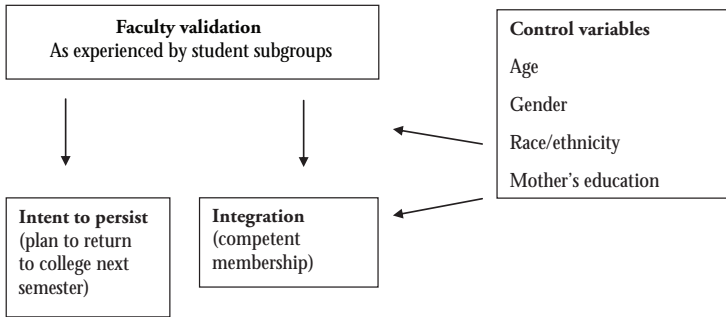 Faculty validation
As experienced by student subgroups
Control variables
Age
Gender
Race/ethnicity
Mother's education
Intent to persist
(plan to return
to college next
semester)
Integration
(competent
membership)